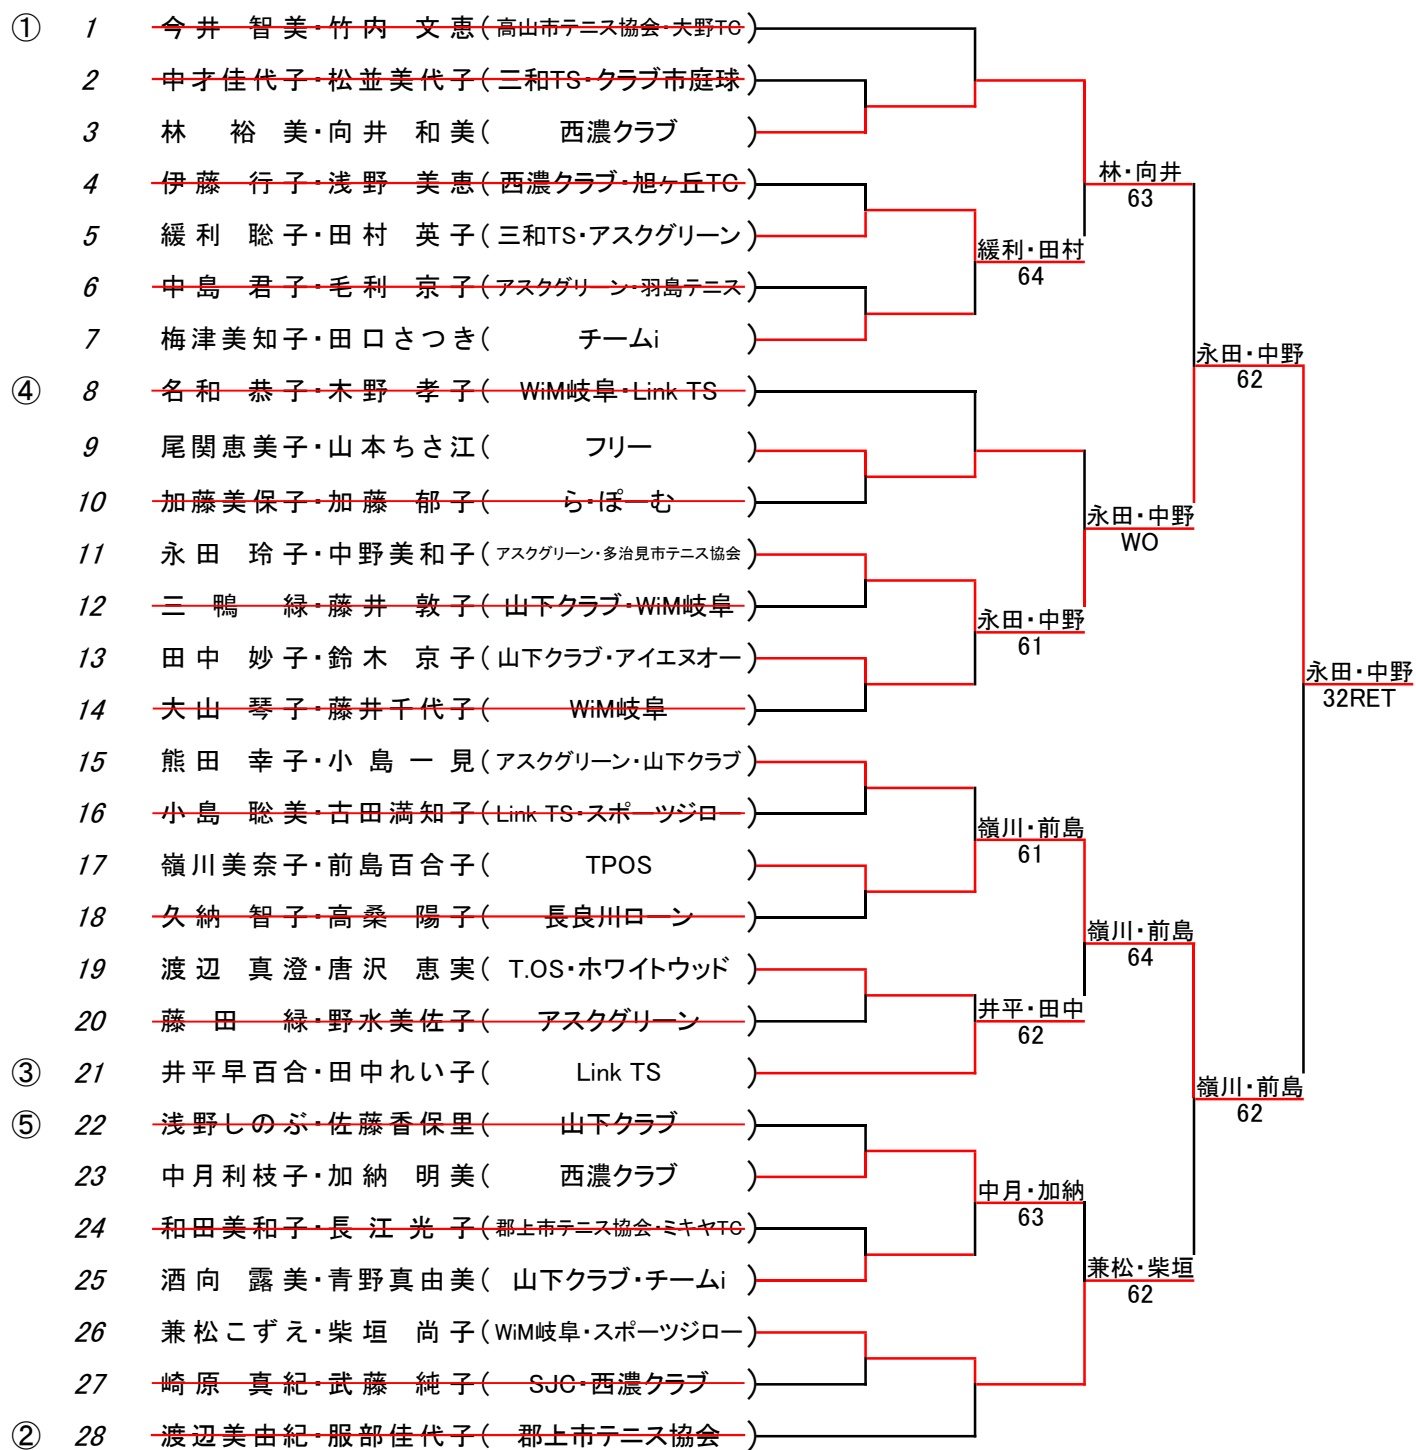 ① 1 今井 智美・竹内 文恵(高山市テニス協会・大野TC)
2 中才佳代子・松並美代子(三和TS・クラブ市庭球)
3 林 裕美・向井 和美(西濃クラブ)
4 伊藤 行子・浅野 美恵(西濃クラブ・旭ヶ丘TC)
林・向井
63
5 緩利 聡子・田村 英子(三和TS・アスクグリーン)
緩利・田村
64
6 中島 君子・毛利 京子(アスクグリーン・羽島テニス)
7 梅津美知子・田口さつき(チームi)
永田・中野
62
④ 8 名和 恭子・木野 孝子(WiM岐阜・Link TS)
9 尾関恵美子・山本ちさ江(フリー)
10 加藤美保子・加藤 郁子(ら・ぽーむ)
永田・中野
WO
11 永田 玲子・中野美和子(アスクグリーン・多治見市テニス協会)
12 三鴨 緑・藤井 敦子(山下クラブ・WiM岐阜)
永田・中野
61
13 田中 妙子・鈴木 京子(山下クラブ・アイエヌオー)
永田・中野
32RET
14 大山 琴子・藤井千代子(WiM岐阜)
15 熊田 幸子・小島一見(アスクグリーン・山下クラブ)
16 小島 聡美・古田満知子(Link TS・スポーツジロー)
嶺川・前島
61
17 嶺川美奈子・前島百合子(TPOS)
18 久納 智子・高桑 陽子(長良川ローン)
嶺川・前島
64
19 渡辺 真澄・唐沢 恵実(T.OS・ホワイトウッド)
20 藤田 緑・野水美佐子(アスクグリーン)
井平・田中
62
③ 21 井平早百合・田中れい子(Link TS)
嶺川・前島
62
⑤ 22 浅野しのぶ・佐藤香保里(山下クラブ)
23 中月利枝子・加納 明美(西濃クラブ)
中月・加納
63
24 和田美和子・長江光子(郡上市テニス協会・ミキヤTC)
25 酒向 露美・青野真由美(山下クラブ・チームi)
兼松・柴垣
62
26 兼松こずえ・柴垣 尚子(WiM岐阜・スポーツジロー)
27 崎原 真紀・武藤 純子(SJC・西濃クラブ)
② 28 渡辺美由紀・服部佳代子(郡上市テニス協会)